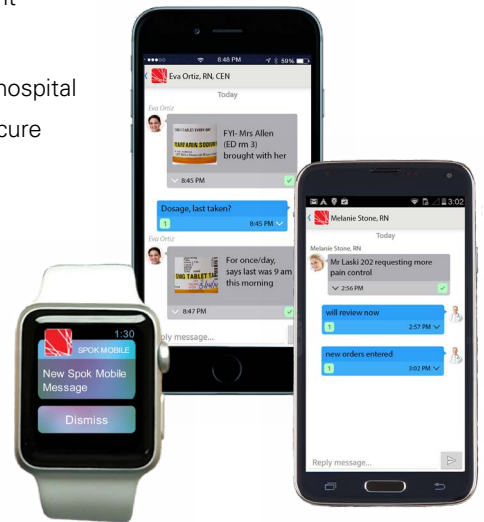 nt
hospital
cure
6:48 PM
59%
Eva Ortiz, RN, CEN
Today
Eva Ortiz
FYI- Mrs Allen
(ED rm 3)
brought with her
8:45 PM
Dosage, last taken?
1
8:45 PM
Eva Ortiz
For once/day,
says last was 9 am
this morning
8:47 PM
ply message...
3:02
Melanie Stone, RN
Today
Melanie Stone, RN
Mr Laski 202 requesting more
pain control
2:56 PM
will review now
1
2:57 PM
new orders entered
1
3:02 PM
Reply message...
1:30
SPOK MOBILE
New Spok Mobile
Message
Dismiss